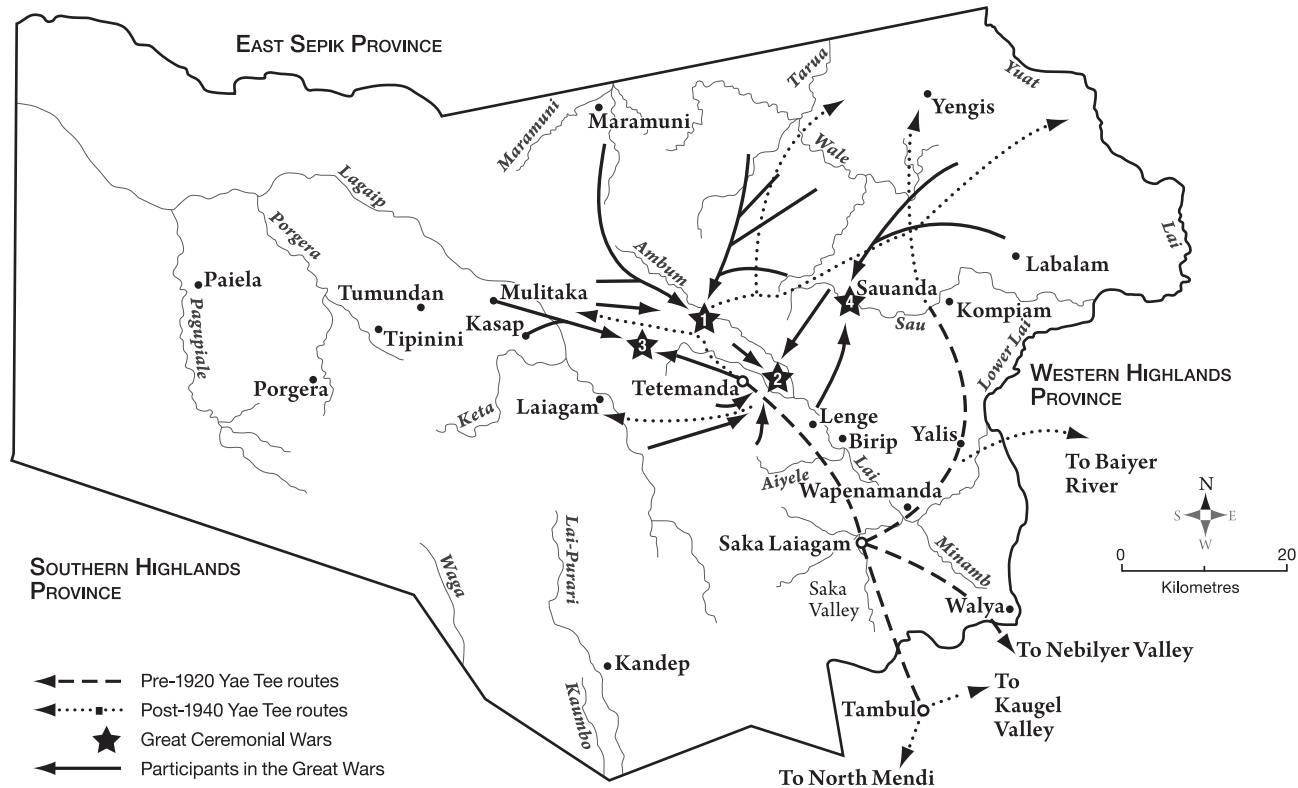 EAST SEPIK PROVINCE
Tarua
Yuat
Yengis
Maramuni
Maramuni
Wale
Lagaip
Porgera
Ambum
Lai
Labalam
Paiela
Pagupiale
Tumundan
Mulitaka
Sauanda
Kompiam
Sau
Tipinini
Kasap
1
4
3
2
Lower Lai
WESTERN HIGHLANDS
PROVINCE
Porgera
Keta
Laiagam
Tetemanda
Lenge
Birip
Yalis
To Baiyer
River
Aiyele
Lai
Wapenamanda
N
S
E
W
Saka Laiagam
Minamb
0
20
Kilometres
Lai-Purari
Waga
Saka
Valley
Walya
SOUTHERN HIGHLANDS
PROVINCE
To Nebilyer Valley
Kandep
Kaumbo
Tambul
To
Kaugel
Valley
To North Mendi
Pre-1920 Yae Tee routes
Post-1940 Yae Tee routes
Great Ceremonial Wars
Participants in the Great Wars